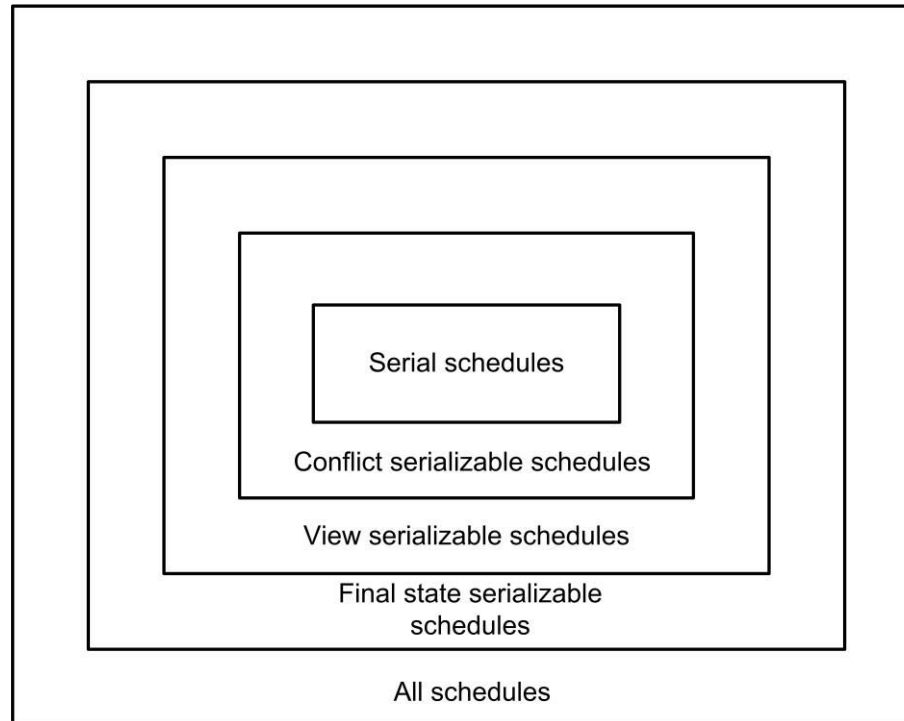 Serial schedules
Conflict serializable schedules
View serializable schedules
Final state serializable
schedules
All schedules